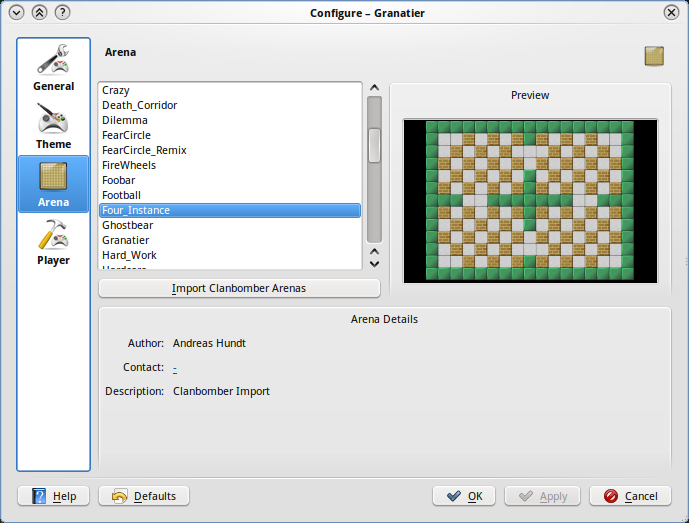 Configure – Granatier
General
Theme
Arena
Player
Arena
Crazy
Death_Corridor
Dilemma
FearCircle
FearCircle_Remix
FireWheels
Foobar
Football
Four_Instance
Ghostbear
Granatier
Hard_Work
Hardcore
Import Clanbomber Arenas
Preview
Arena Details
Author: Andreas Hundt
Contact: -
Description: Clanbomber Import
Help
Defaults
OK
Apply
Cancel